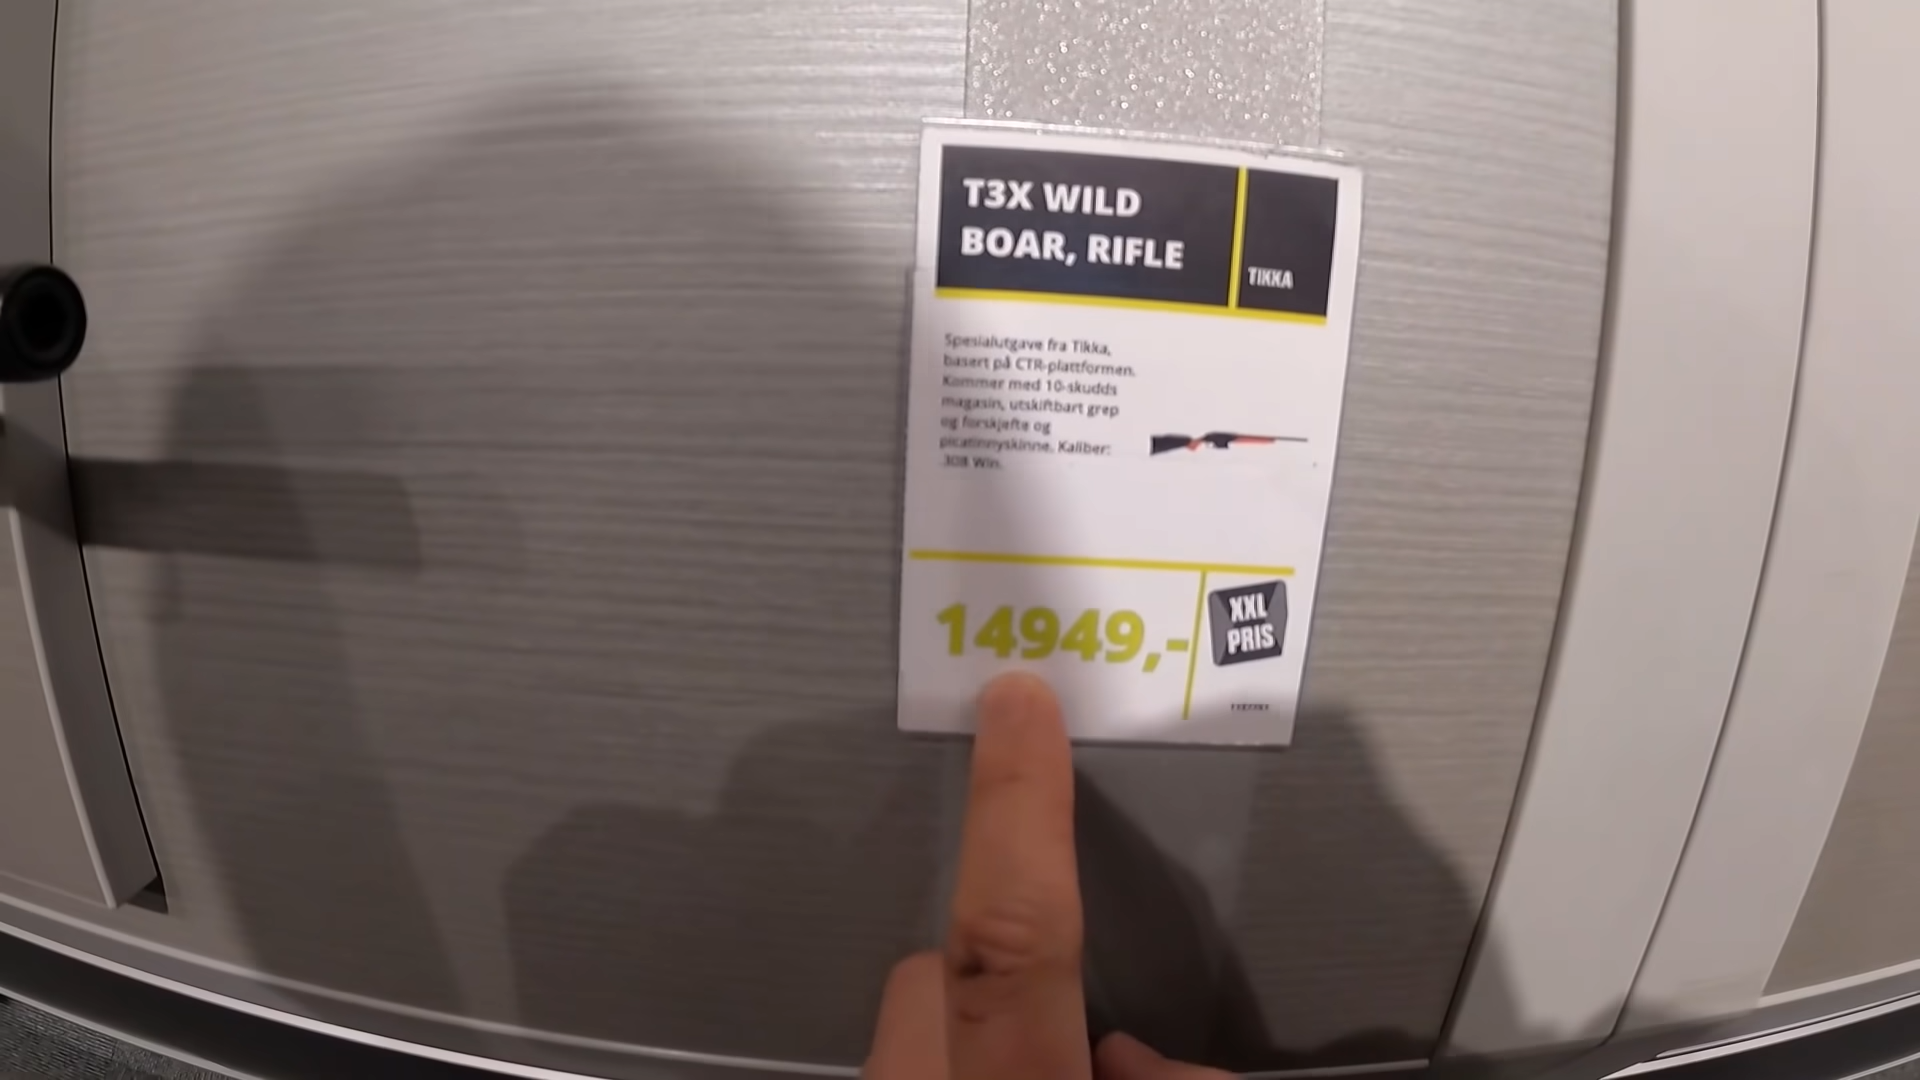 T3X WILD
BOAR, RIFLE
TIKKA
Spesialutgave fra Tikka,
basert på CTR-plattformen.
Kommer med 10-skudds
magasin, utskiftbart grep
og forskjefte og
picatinnyskinne. Kaliber:
308 Win.
14949,-
XXL
PRIS